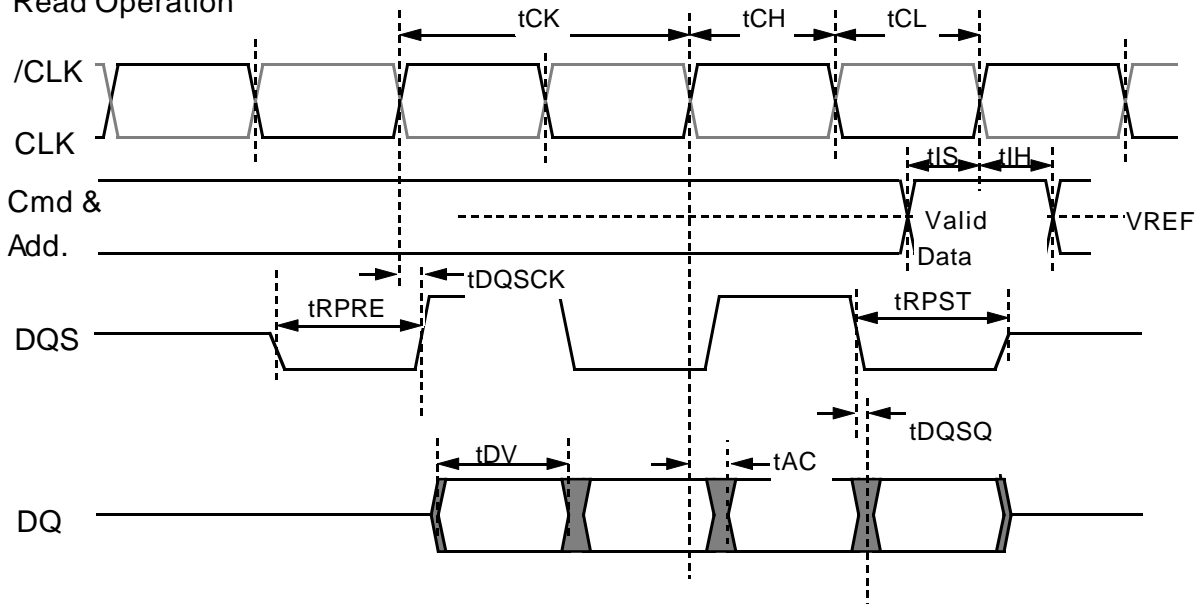 Read Operation
tCK
tCH
tCL
/CLK
CLK
tIS
tIH
Cmd &
Add.
Valid
Data
VREF
tDQSCK
tRPRE
tRPST
DQS
tDQSQ
tDV
tAC
DQ